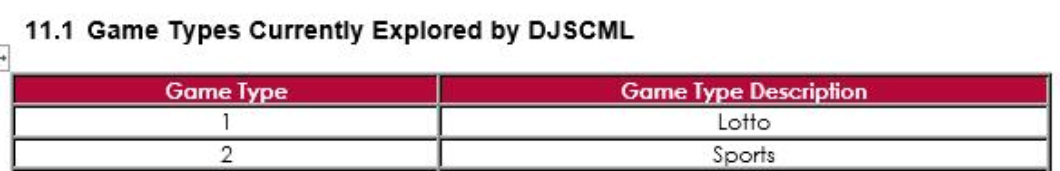 11.1 Game Types Currently Explored by DJSCML
Game Type Game Type Description
1 Lotto
2 Sports